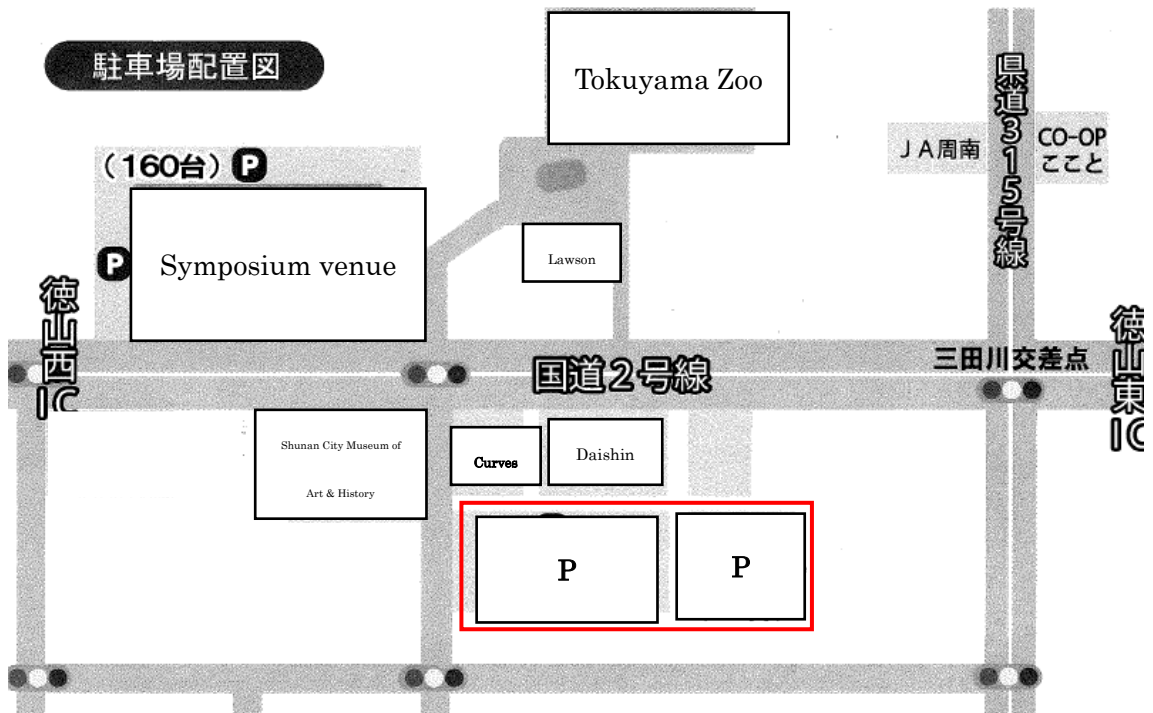 駐車場配置図
Tokuyama Zoo
県道315号線
JA周南
CO-OP
ここと
(160台) P
P
Symposium venue
Lawson
徳山西IC
国道2号線
三田川交差点
徳山東IC
Shunan City Museum of
Art & History
Curves
Daishin
P
P